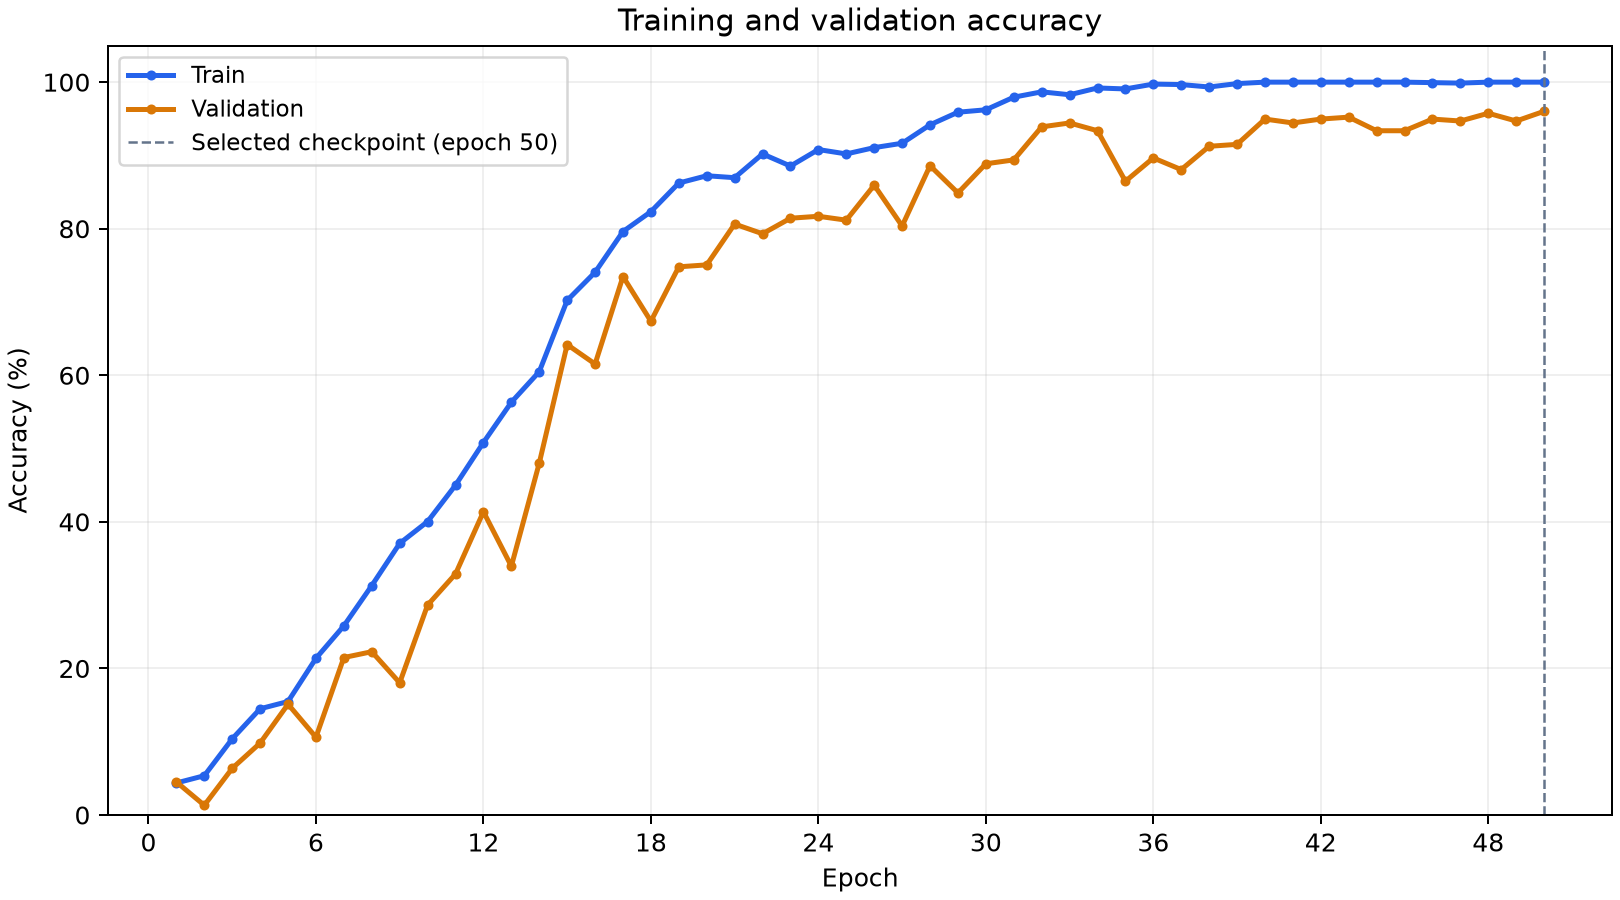 Training and validation accuracy
Train
Validation
Selected checkpoint (epoch 50)
100
80
60
40
20
0
Accuracy (%)
0 6 12 18 24 30 36 42 48
Epoch